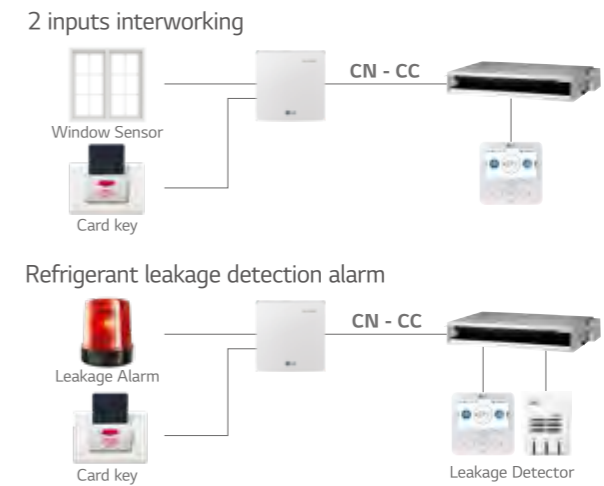 2 inputs interworking
CN - CC
Window Sensor
Card key
Refrigerant leakage detection alarm
CN - CC
Leakage Alarm
Card key
Leakage Detector